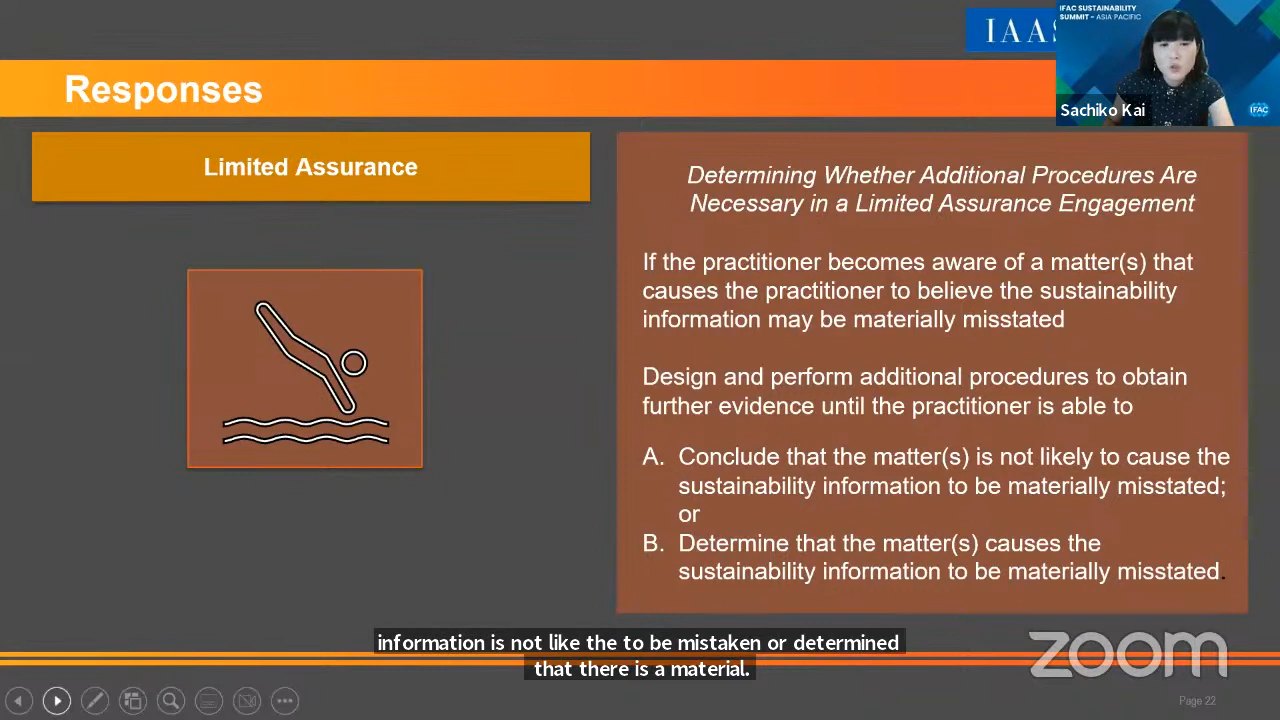 IAAS
IFAC SUSTAINABILITY
SUMMIT - ASIA PACIFIC
Sachiko Kai
IFAC
Responses
Limited Assurance
Determining Whether Additional Procedures Are
Necessary in a Limited Assurance Engagement
If the practitioner becomes aware of a matter(s) that
causes the practitioner to believe the sustainability
information may be materially misstated
Design and perform additional procedures to obtain
further evidence until the practitioner is able to
A. Conclude that the matter(s) is not likely to cause the
sustainability information to be materially misstated;
or
B. Determine that the matter(s) causes the
sustainability information to be materially misstated.
information is not like the to be mistaken or determined
that there is a material.
zoom
Page 22